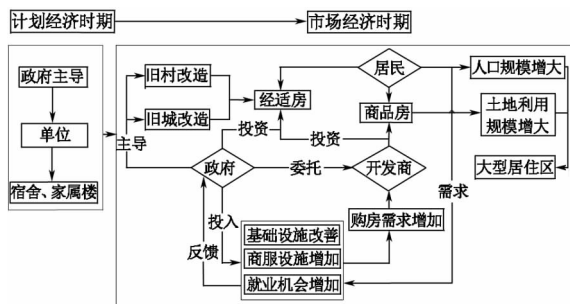 计划经济时期
市场经济时期
政府主导
单位
宿舍、家属楼
旧村改造
旧城改造
主导
经适房
居民
商品房
人口规模增大
土地利用
规模增大
大型居住区
投资
投资
政府
委托
开发商
需求
投入
反馈
购房需求增加
基础设施改善
商服设施增加
就业机会增加